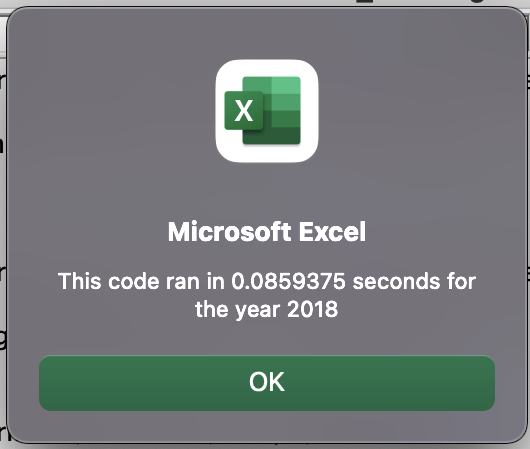 X
Microsoft Excel
This code ran in 0.0859375 seconds for
the year 2018
OK